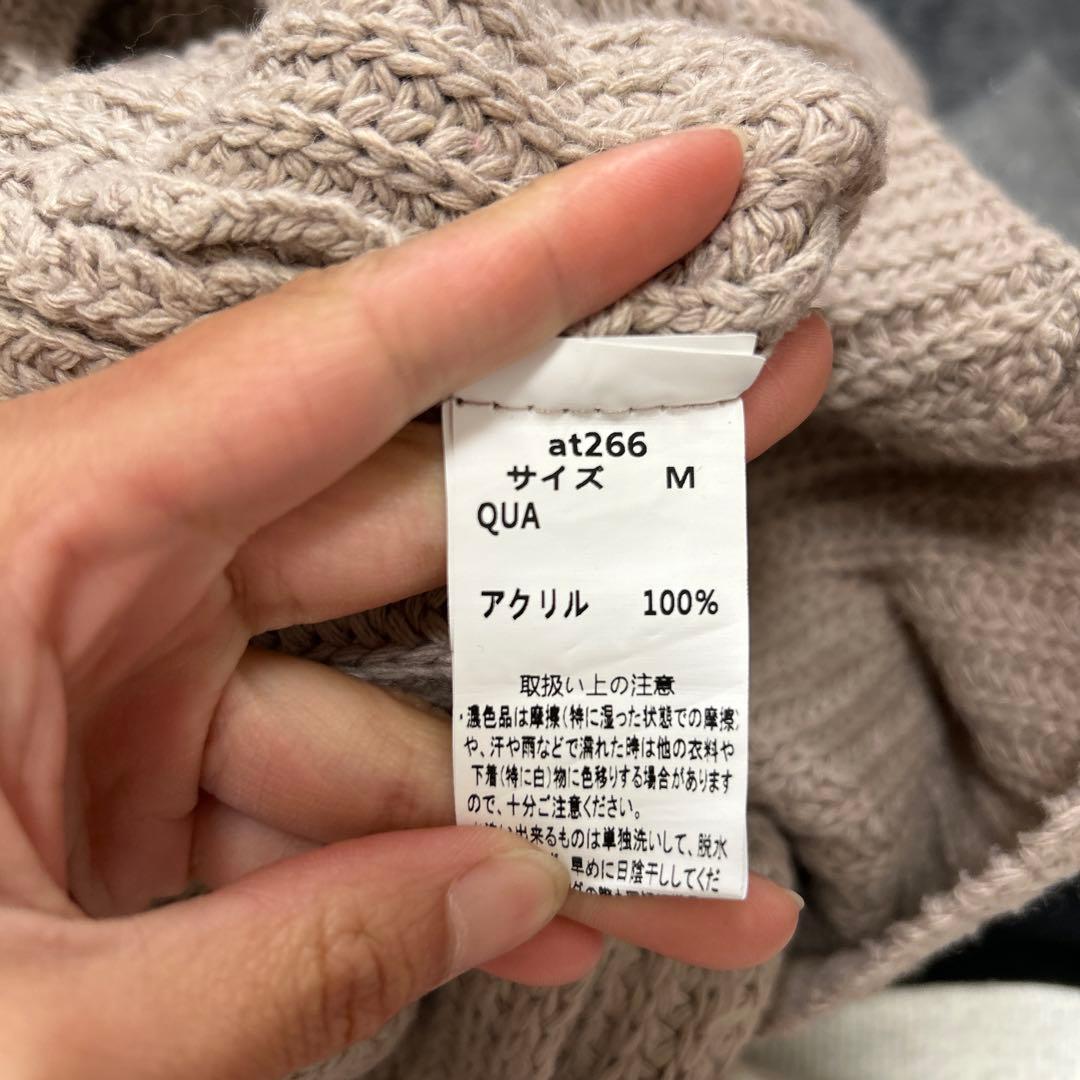 at266
サイズ M
QUA
アクリル 100%
取扱い上の注意
・濃色品は摩擦(特に湿った状態での摩擦)
や、汗や雨などで濡れた時は他の衣料や
下着(特に白)物に色移りする場合があります
ので、十分ご注意ください。
出来るものは単独洗いして、脱水
早めに日陰干ししてくだ